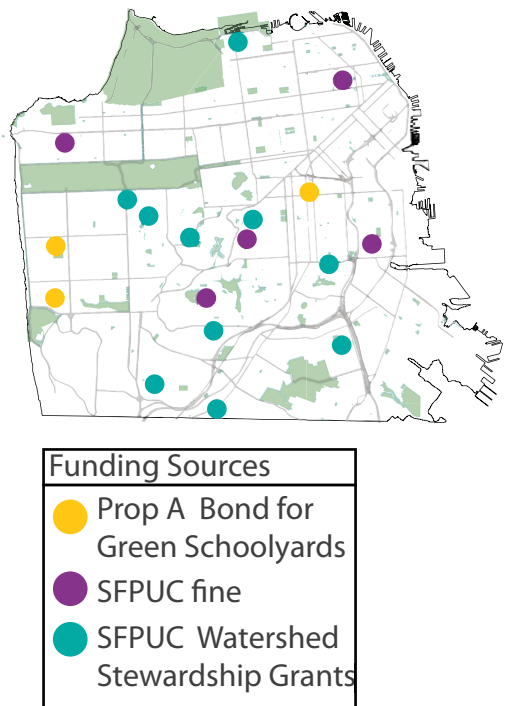 Funding Sources
Prop A  Bond for
Green Schoolyards
SFPUC fine
SFPUC  Watershed
Stewardship Grants